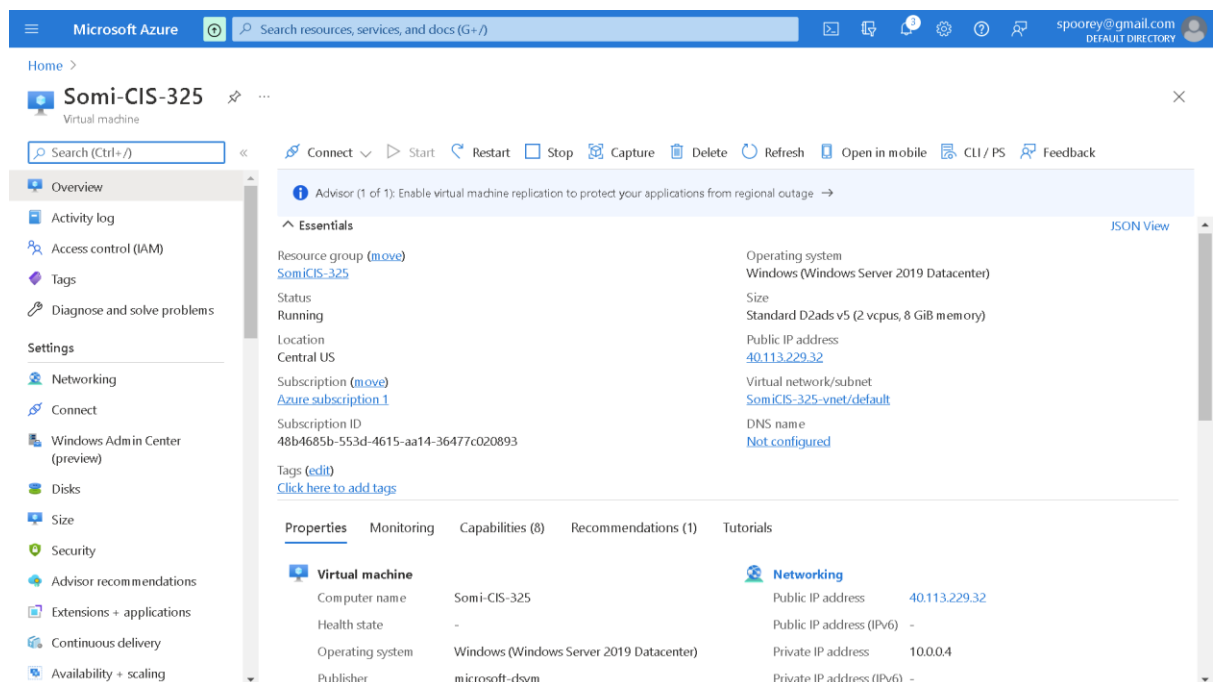 Microsoft Azure
Search resources, services, and docs (G+/)
3
spoorey@gmail.com
DEFAULT DIRECTORY
Home >
Somi-CIS-325
Virtual machine
Search (Ctrl+/)
Connect Start Restart Stop Capture Delete Refresh Open in mobile CLI / PS Feedback
Overview
Activity log
Access control (IAM)
Tags
Diagnose and solve problems
Settings
Networking
Connect
Windows Admin Center
(preview)
Disks
Size
Security
Advisor recommendations
Extensions + applications
Continuous delivery
Availability + scaling
Advisor (1 of 1): Enable virtual machine replication to protect your applications from regional outage →
Essentials
JSON View
Resource group (move)
SomiCIS-325
Status
Running
Location
Central US
Subscription (move)
Azure subscription 1
Subscription ID
48b4685b-553d-4615-aa14-36477c020893
Tags (edit)
Click here to add tags
Operating system
Windows (Windows Server 2019 Datacenter)
Size
Standard D2ads v5 (2 vcpus, 8 GiB memory)
Public IP address
40.113.229.32
Virtual network/subnet
SomiCIS-325-vnet/default
DNS name
Not configured
Properties Monitoring Capabilities (8) Recommendations (1) Tutorials
Virtual machine
Computer name Somi-CIS-325
Health state -
Operating system Windows (Windows Server 2019 Datacenter)
Publisher microsoft-dsvm
Networking
Public IP address 40.113.229.32
Public IP address (IPv6) -
Private IP address 10.0.0.4
Private IP address (IPv6) -